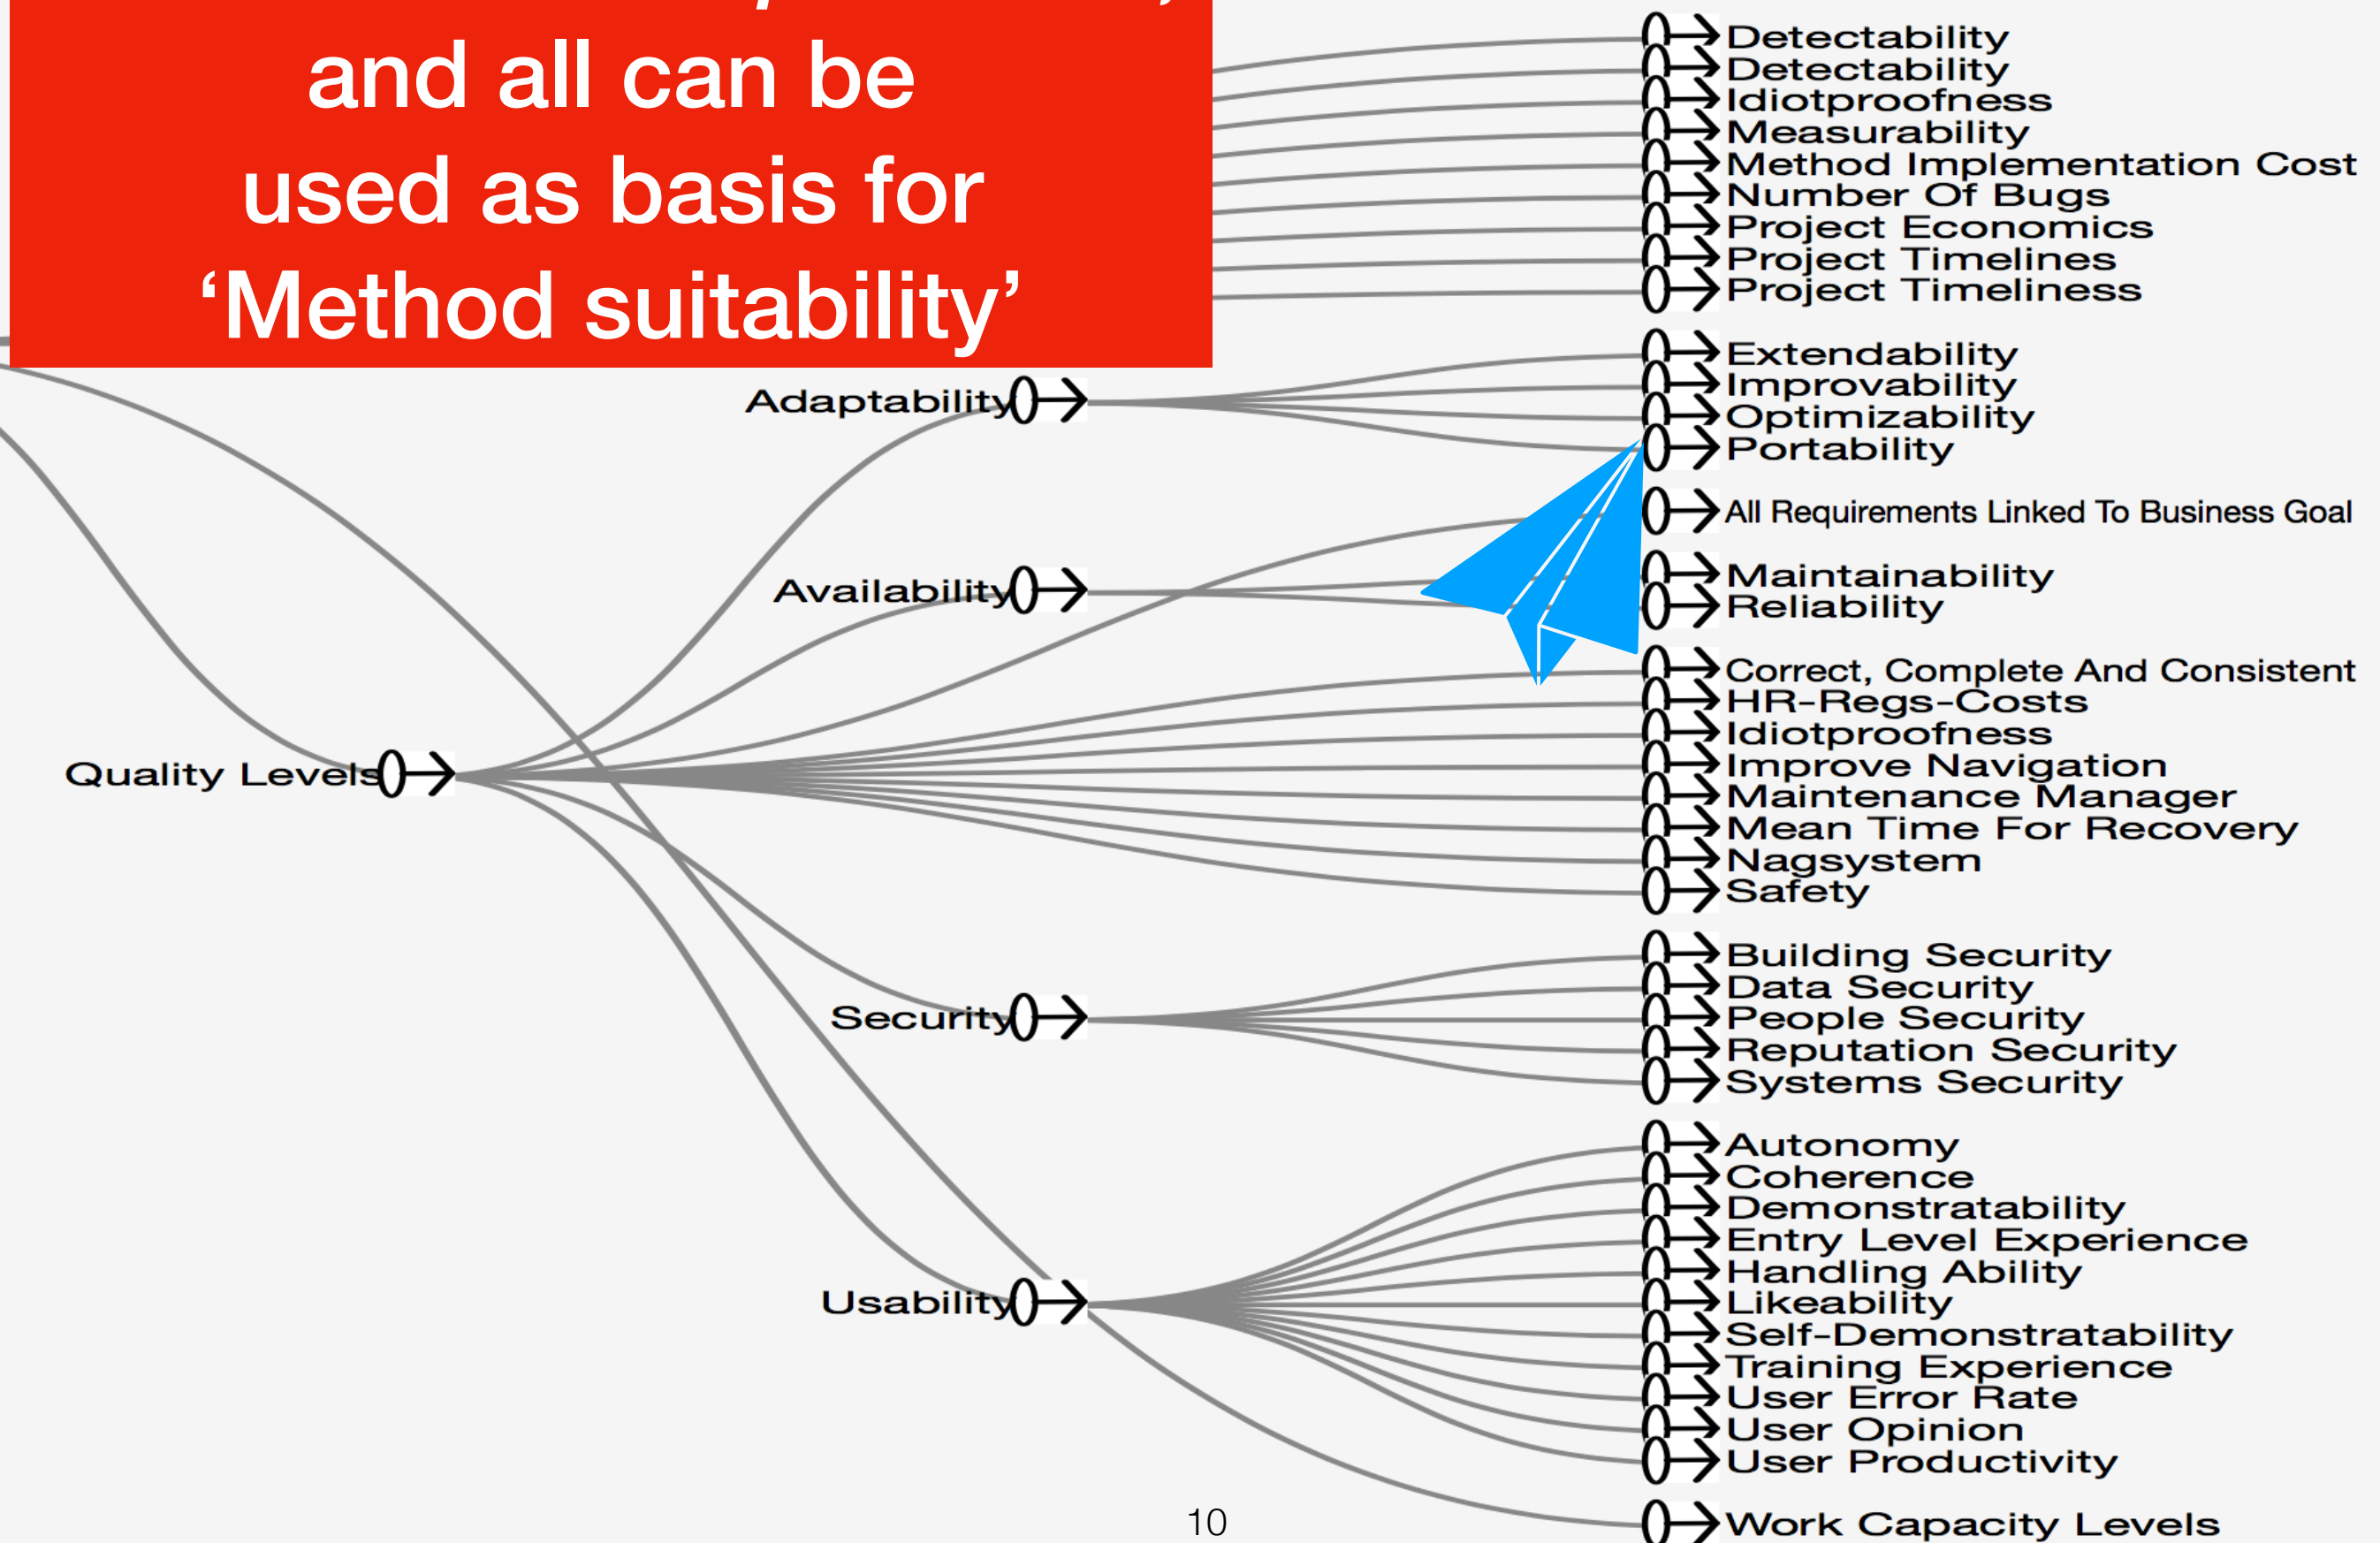 and all can be
used as basis for
‘Method suitability’
Detectability
Detectability
Idiotproofness
Measurability
Method Implementation Cost
Number Of Bugs
Project Economics
Project Timelines
Project Timeliness
Adaptability
Extendability
Improvability
Optimizability
Portability
All Requirements Linked To Business Goal
Availability
Maintainability
Reliability
Quality Levels
Correct, Complete And Consistent
HR-Regs-Costs
Idiotproofness
Improve Navigation
Maintenance Manager
Mean Time For Recovery
Nagsystem
Safety
Security
Building Security
Data Security
People Security
Reputation Security
Systems Security
Usability
Autonomy
Coherence
Demonstratability
Entry Level Experience
Handling Ability
Likeability
Self-Demonstratability
Training Experience
User Error Rate
User Opinion
User Productivity
Work Capacity Levels
10